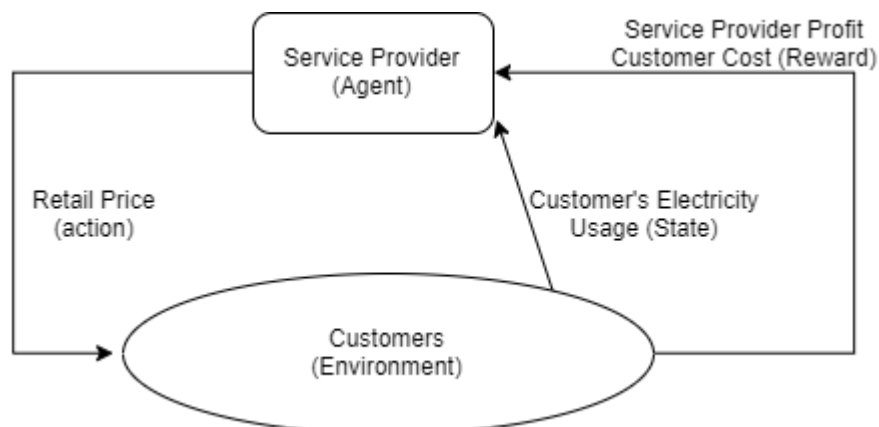 Service Provider
(Agent)
Service Provider Profit
Customer Cost (Reward)
Retail Price
(action)
Customer's Electricity
Usage (State)
Customers
(Environment)